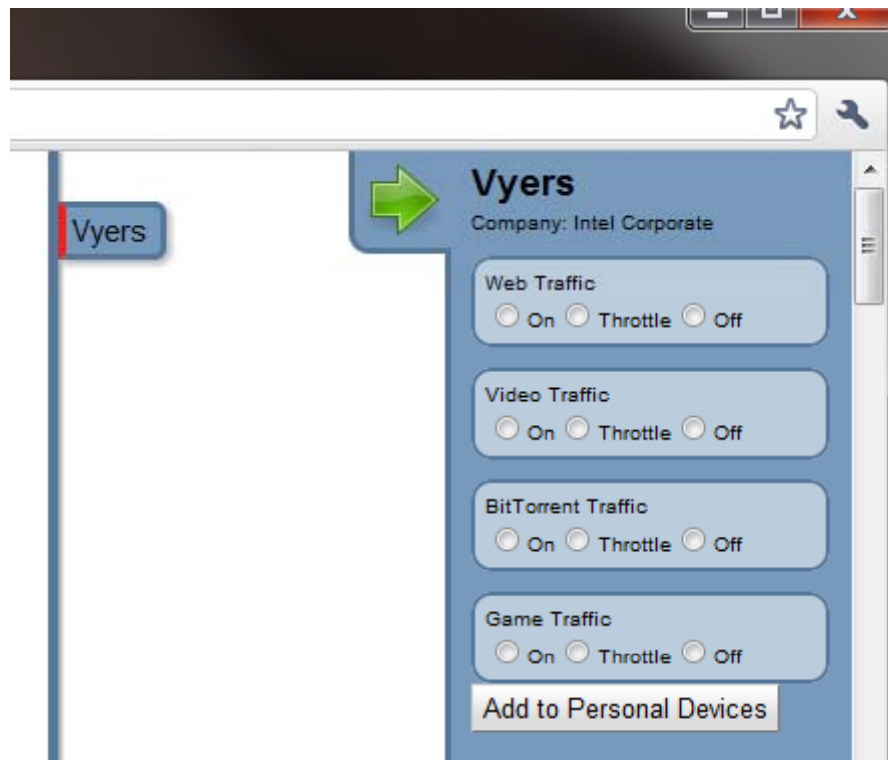 Vyers
Vyers
Company: Intel Corporate
Web Traffic
On Throttle Off
Video Traffic
On Throttle Off
BitTorrent Traffic
On Throttle Off
Game Traffic
On Throttle Off
Add to Personal Devices